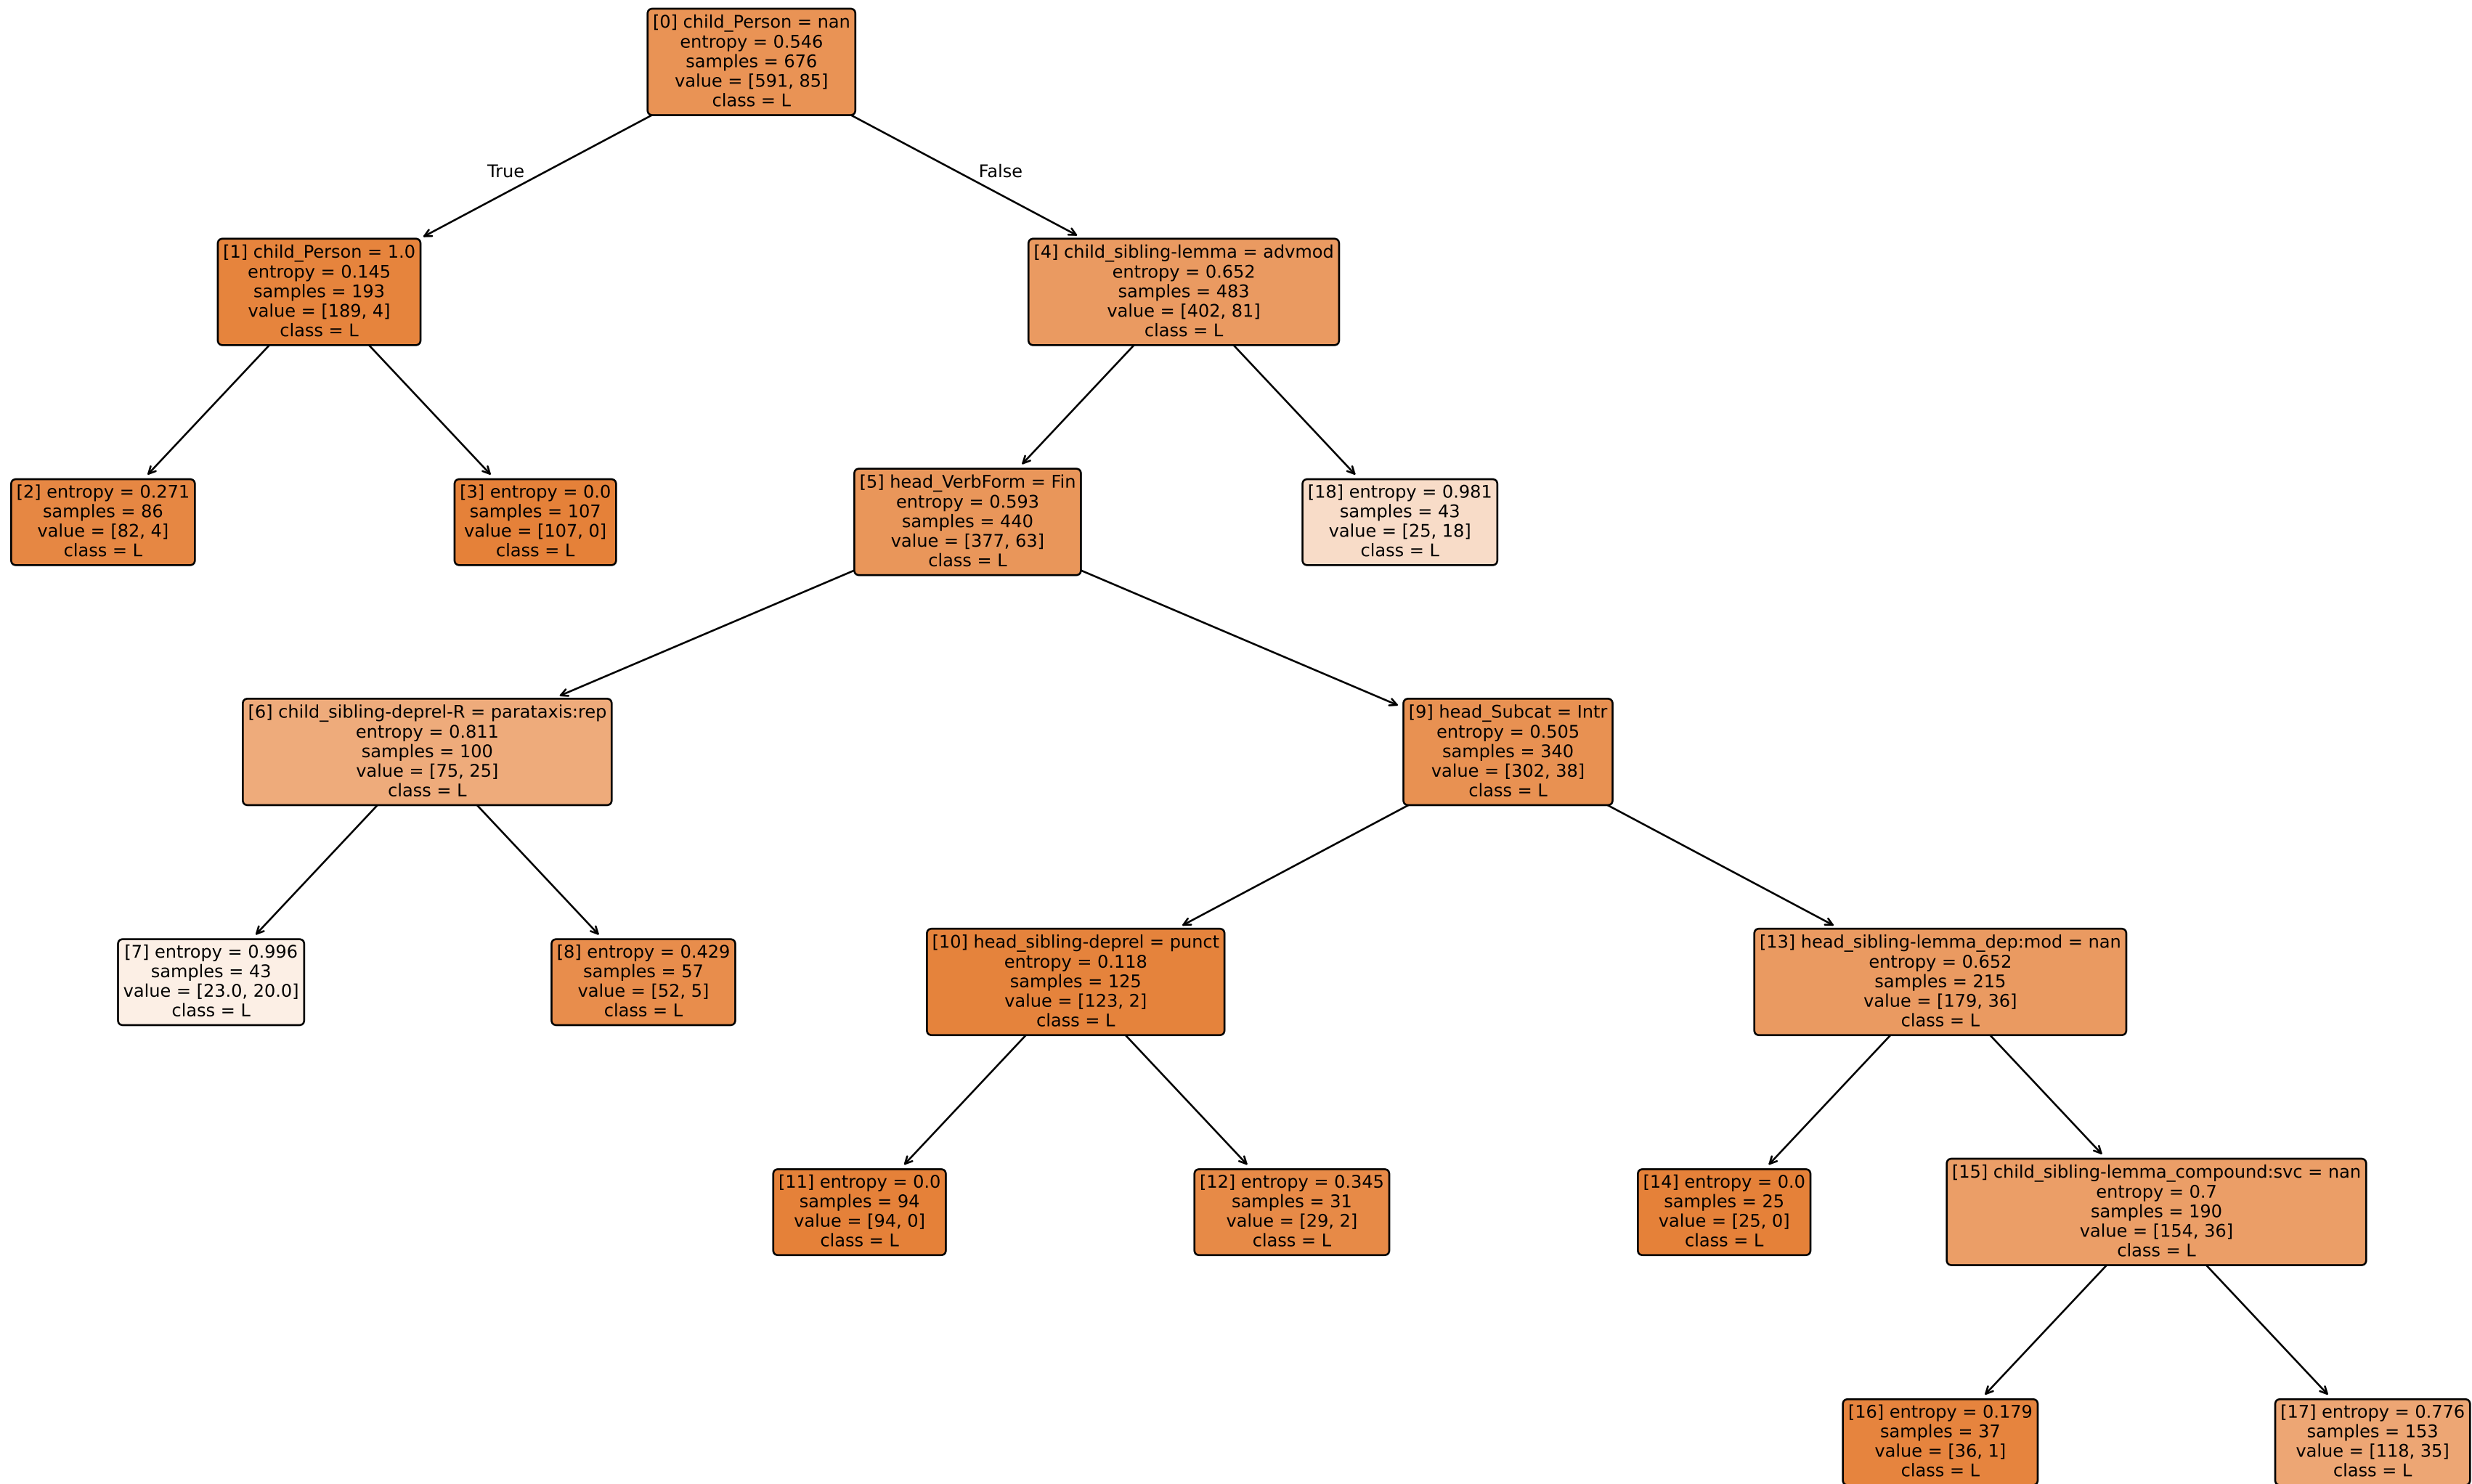 [0] child_Person = nan
entropy = 0.546
samples = 676
value = [591, 85]
class = L
True
False
[1] child_Person = 1.0
entropy = 0.145
samples = 193
value = [189, 4]
class = L
[4] child_sibling-lemma = advmod
entropy = 0.652
samples = 483
value = [402, 81]
class = L
[2] entropy = 0.271
samples = 86
value = [82, 4]
class = L
[3] entropy = 0.0
samples = 107
value = [107, 0]
class = L
[5] head_VerbForm = Fin
entropy = 0.593
samples = 440
value = [377, 63]
class = L
[18] entropy = 0.981
samples = 43
value = [25, 18]
class = L
[6] child_sibling-deprel-R = parataxis:rep
entropy = 0.811
samples = 100
value = [75, 25]
class = L
[9] head_Subcat = Intr
entropy = 0.505
samples = 340
value = [302, 38]
class = L
[7] entropy = 0.996
samples = 43
value = [23.0, 20.0]
class = L
[8] entropy = 0.429
samples = 57
value = [52, 5]
class = L
[10] head_sibling-deprel = punct
entropy = 0.118
samples = 125
value = [123, 2]
class = L
[13] head_sibling-lemma_dep:mod = nan
entropy = 0.652
samples = 215
value = [179, 36]
class = L
[11] entropy = 0.0
samples = 94
value = [94, 0]
class = L
[12] entropy = 0.345
samples = 31
value = [29, 2]
class = L
[14] entropy = 0.0
samples = 25
value = [25, 0]
class = L
[15] child_sibling-lemma_compound:svc = nan
entropy = 0.7
samples = 190
value = [154, 36]
class = L
[16] entropy = 0.179
samples = 37
value = [36, 1]
class = L
[17] entropy = 0.776
samples = 153
value = [118, 35]
class = L